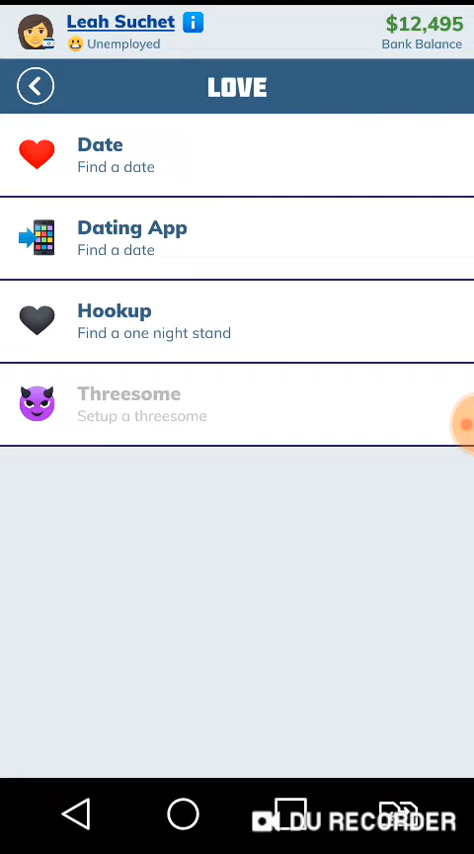 Leah Suchet
$12,495
Unemployed
Bank Balance
LOVE
Date
Find a date
Dating App
Find a date
Hookup
Find a one night stand
Threesome
Setup a threesome
DU RECORDER